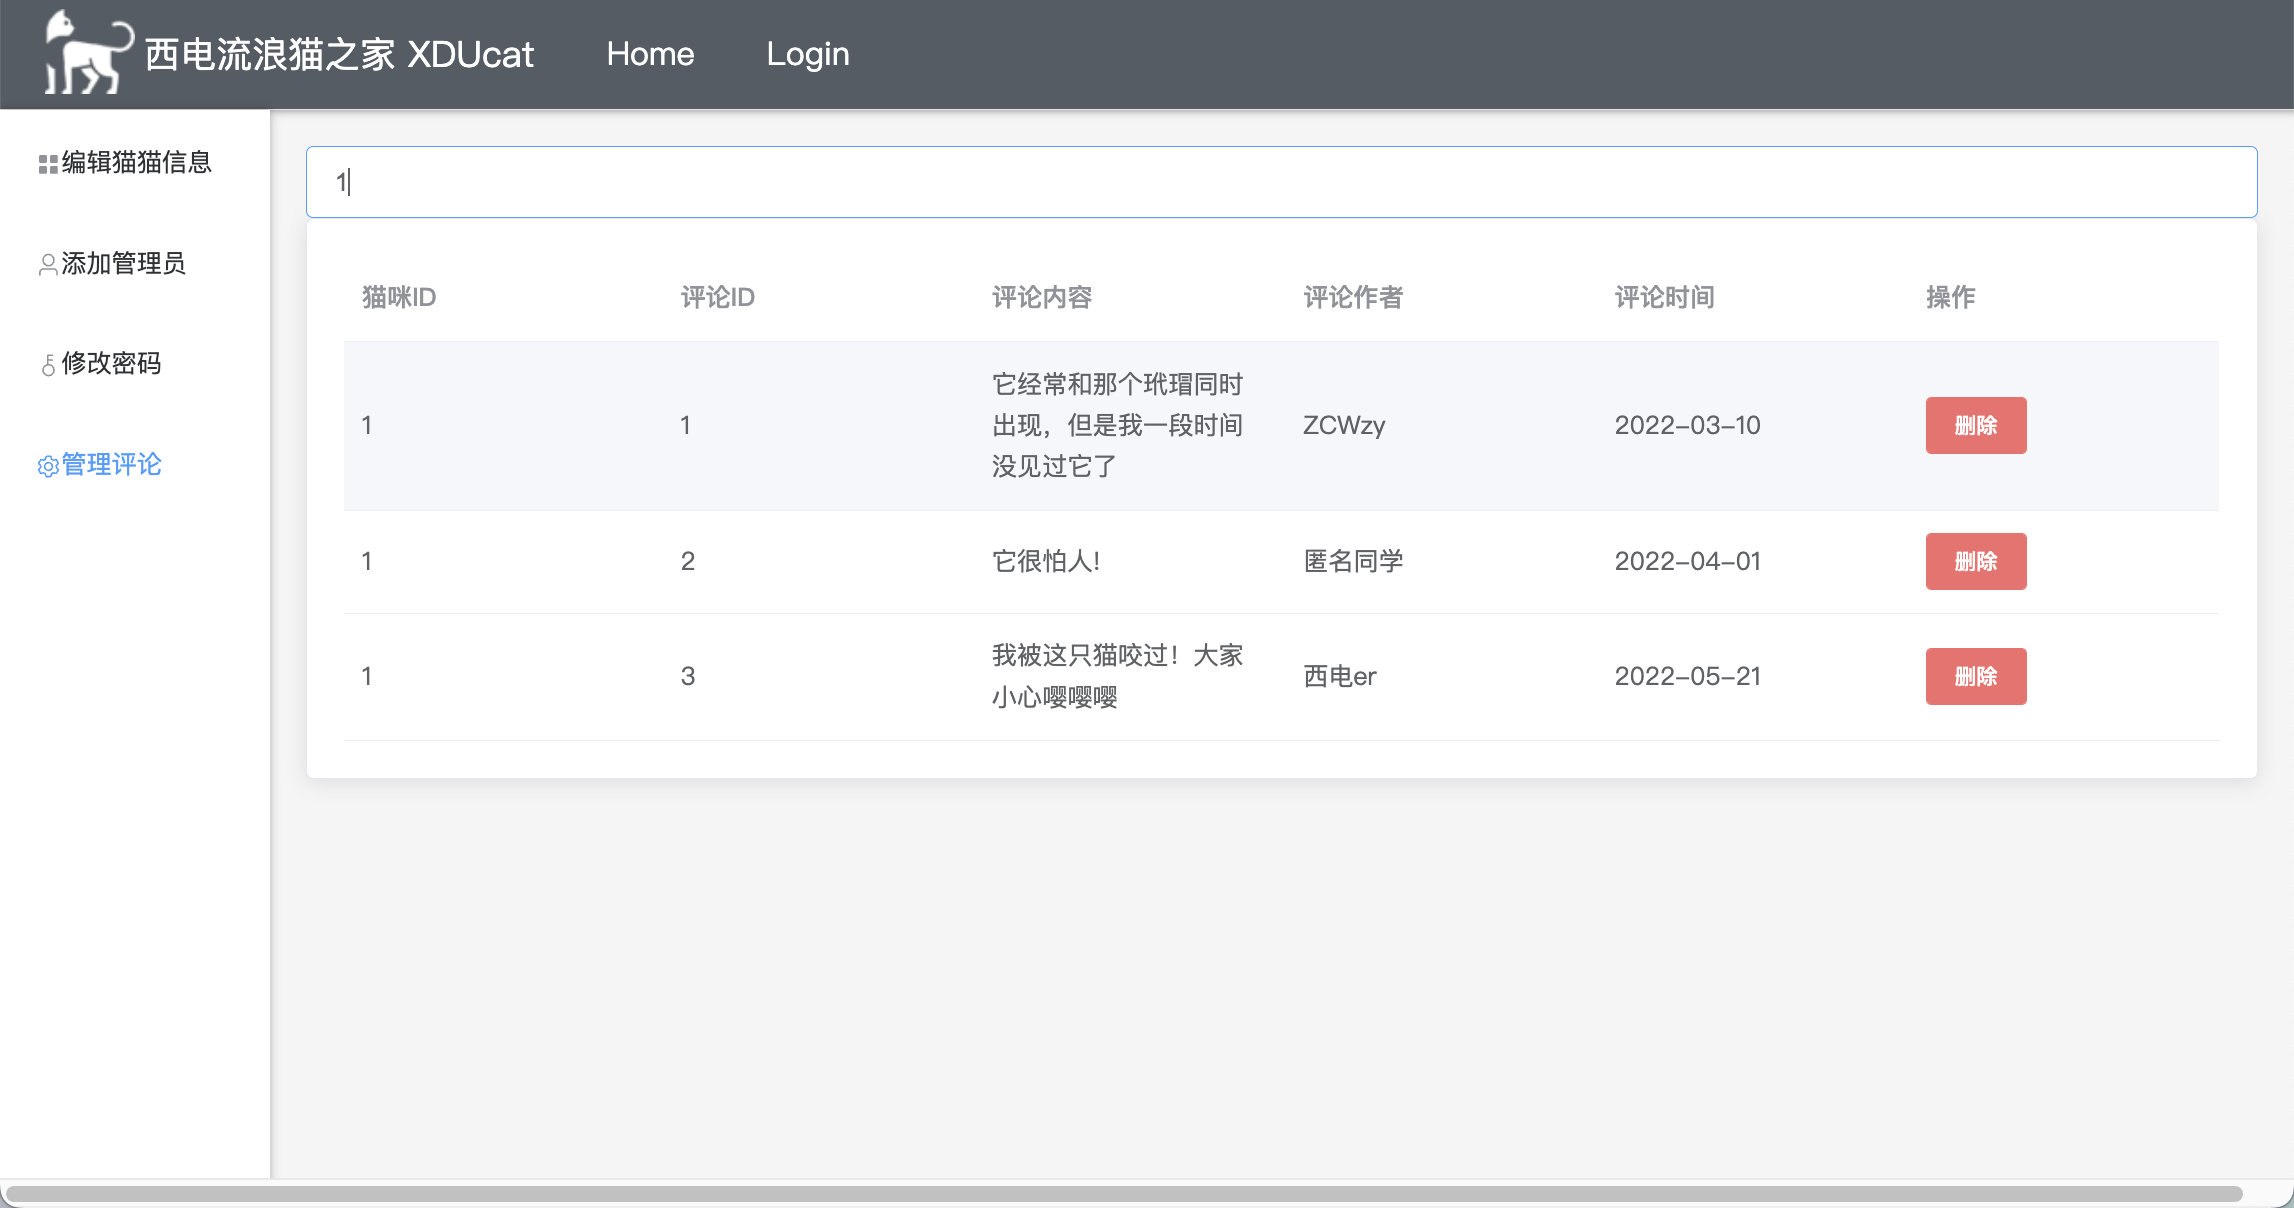 西电流浪猫之家 XDUcat Home Login
编辑猫猫信息
添加管理员
修改密码
管理评论
1
猫咪ID 评论ID 评论内容 评论作者 评论时间 操作
1 1 它经常和那个玳瑁同时
出现，但是我一段时间
没见过它了 ZCWzy 2022-03-10 删除
1 2 它很怕人! 匿名同学 2022-04-01 删除
1 3 我被这只猫咬过！大家
小心嘤嘤嘤 西电er 2022-05-21 删除